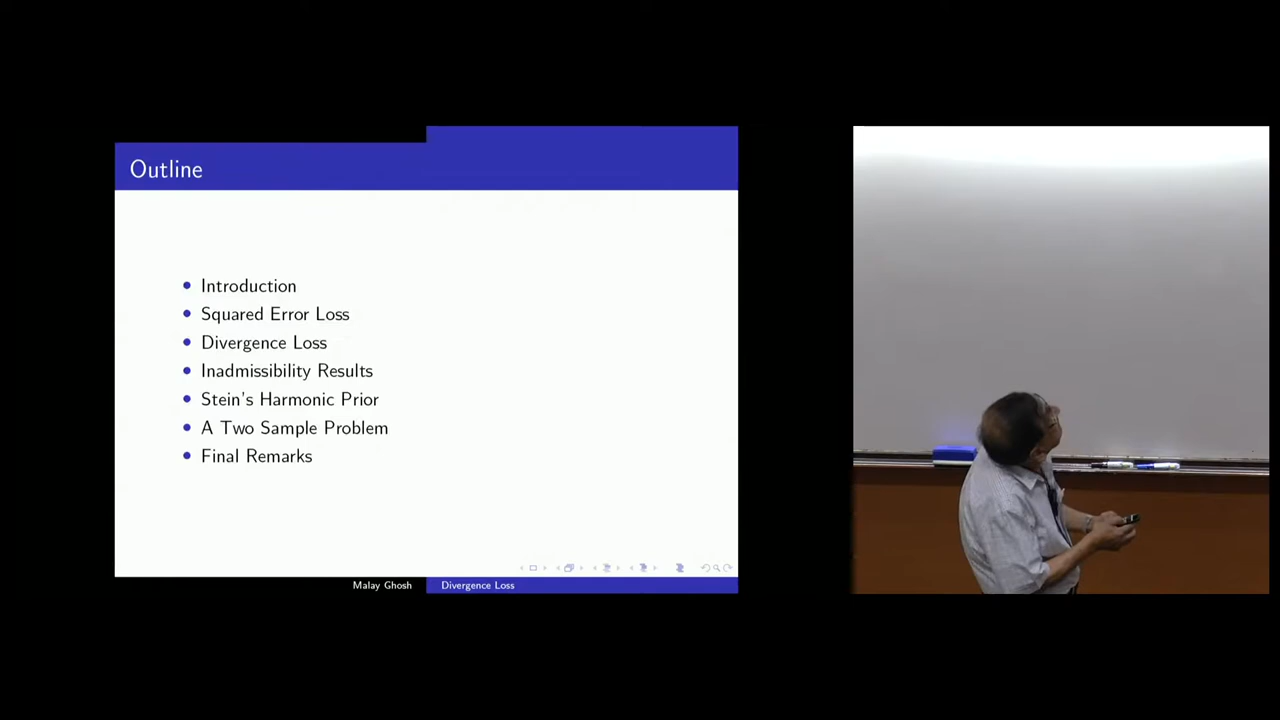 Outline
Introduction
Squared Error Loss
Divergence Loss
Inadmissibility Results
Stein's Harmonic Prior
A Two Sample Problem
Final Remarks
Malay Ghosh
Divergence Loss